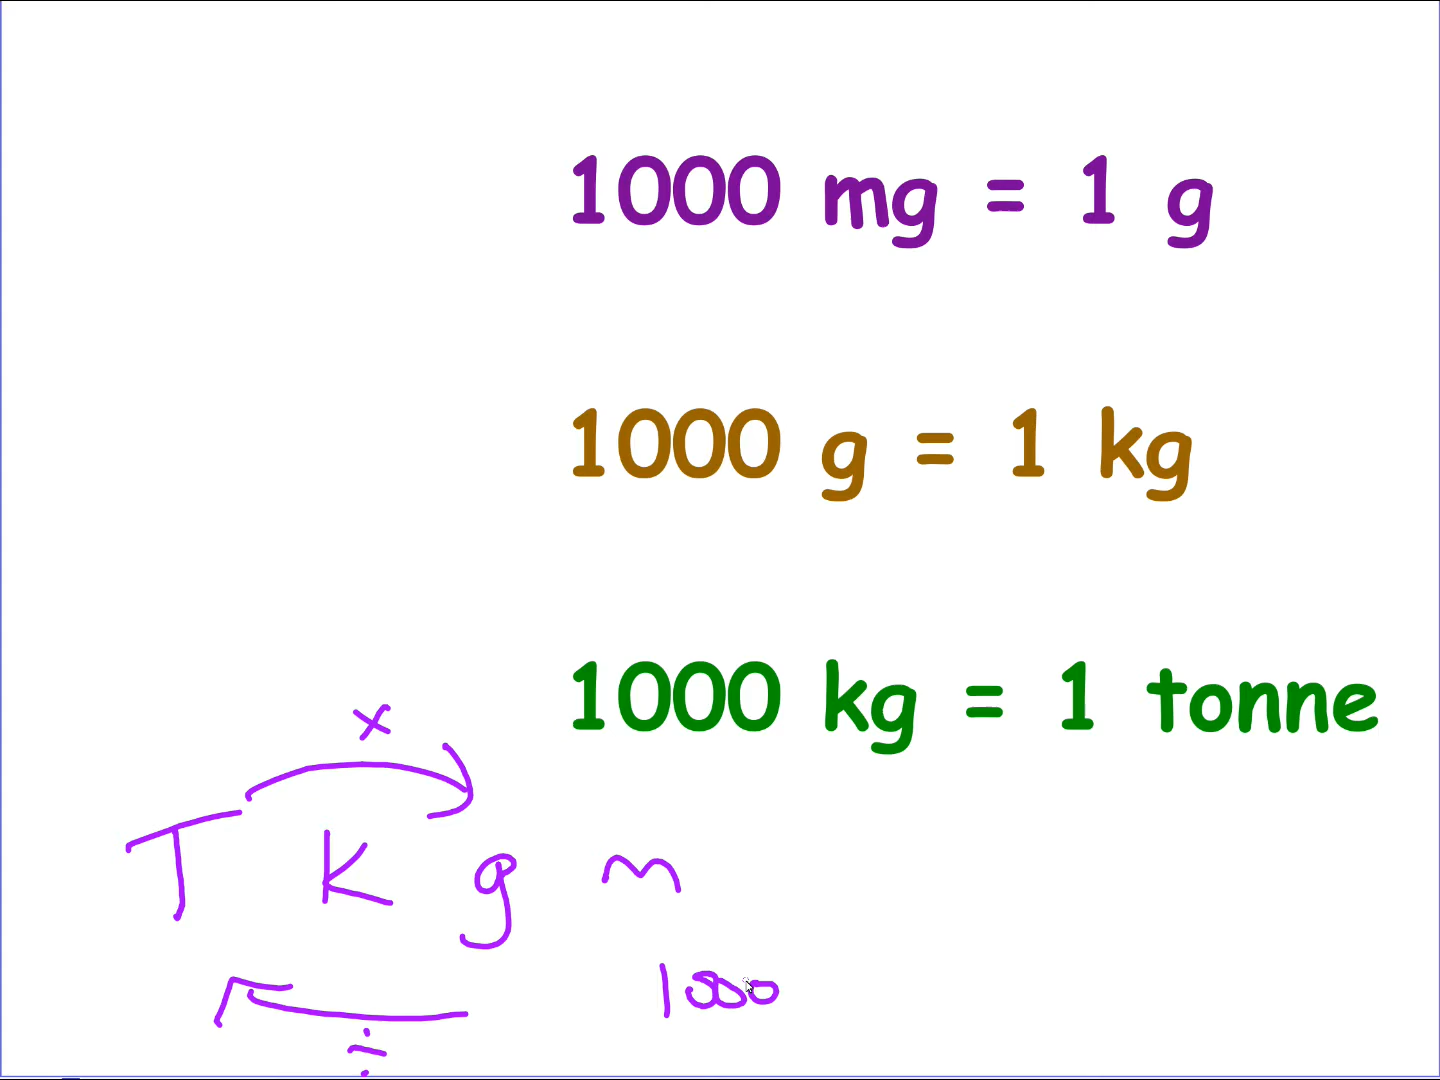 1000 mg = 1 g
1000 g = 1 kg
1000 kg = 1 tonne
×
T K g m
1000
÷